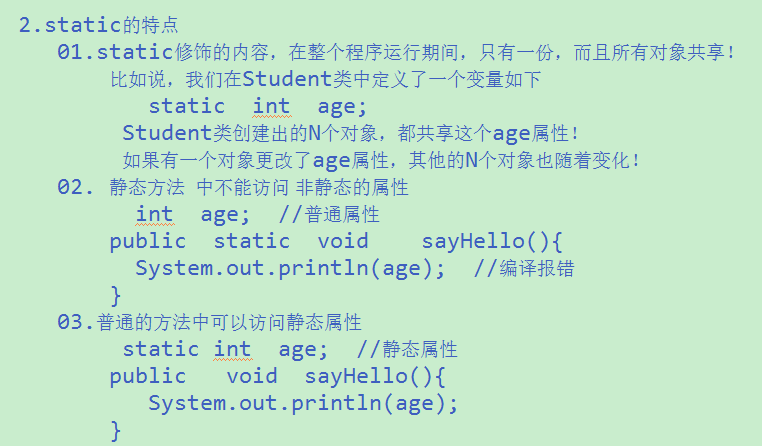 2.static的特点
01.static修饰的内容，在整个程序运行期间，只有一份，而且所有对象共享！
比如说，我们在Student类中定义了一个变量如下
static  int  age;
Student类创建出的N个对象，都共享这个age属性！
如果有一个对象更改了age属性，其他的N个对象也随着变化！
02. 静态方法 中不能访问 非静态的属性
int  age;  //普通属性
public  static  void    sayHello(){
System.out.println(age);  //编译报错
}
03.普通的方法中可以访问静态属性
static int  age;  //静态属性
public   void  sayHello(){
System.out.println(age);
}